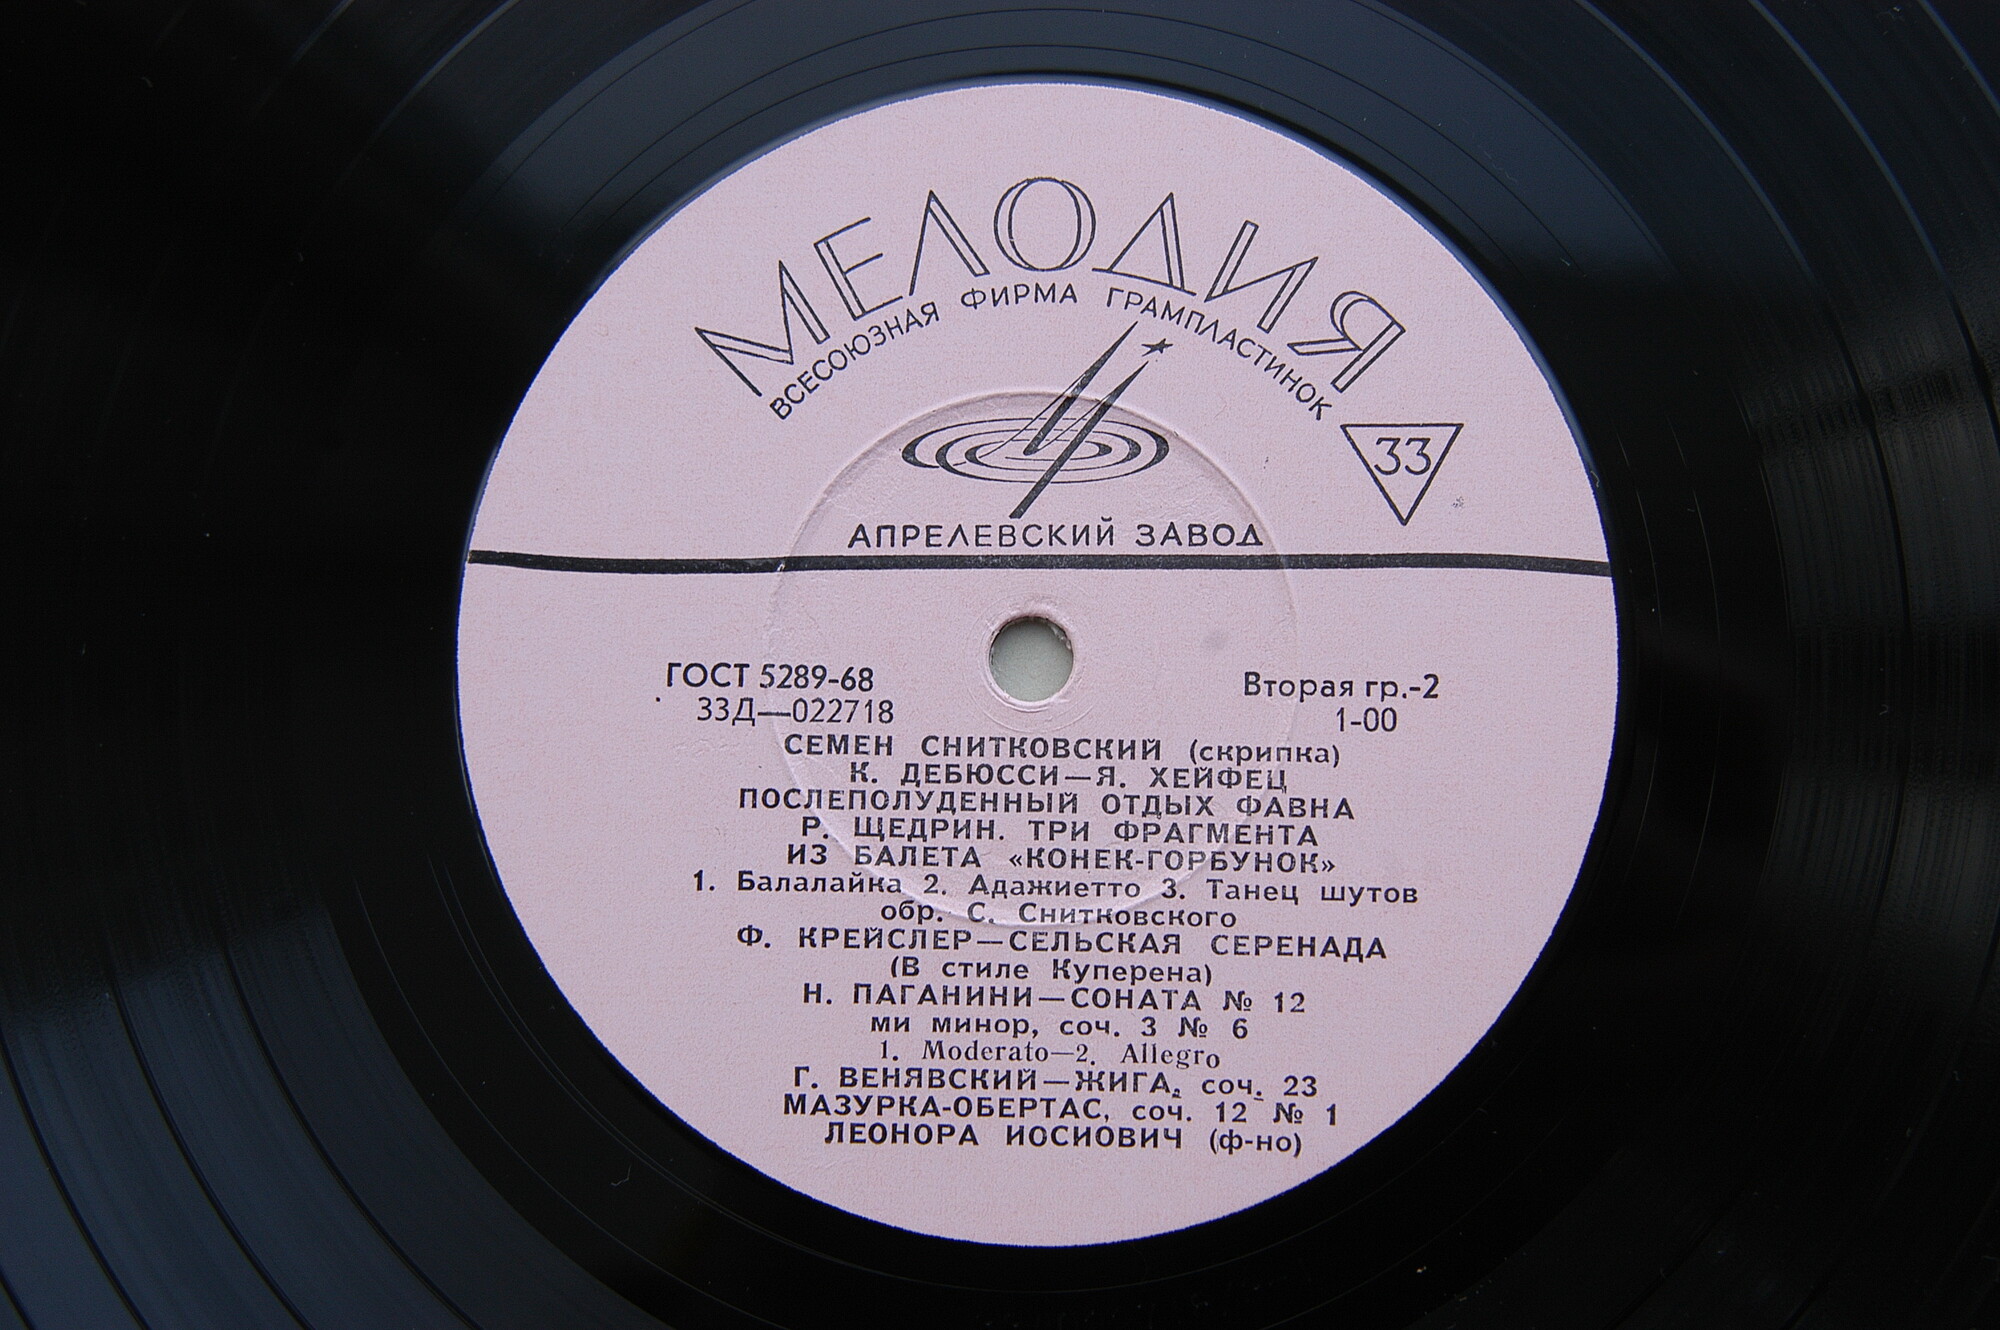 МЕЛОДИЯ
ВСЕСОЮЗНАЯ ФИРМА ГРАМПЛАСТИНОК
33
АПРЕЛЕВСКИЙ ЗАВОД
ГОСТ 5289-68
33Д—022718
Вторая гр.-2
1-00
СЕМЕН СНИТКОВСКИЙ (скрипка)
К. ДЕБЮССИ—Я. ХЕЙФЕЦ
ПОСЛЕПОЛУДЕННЫЙ ОТДЫХ ФАВНА
Р. ЩЕДРИН. ТРИ ФРАГМЕНТА
ИЗ БАЛЕТА «КОНЕК-ГОРБУНОК»
1. Балалайка 2. Адажиетто 3. Танец шутов
обр. С. Снитковского
Ф. КРЕЙСЛЕР—СЕЛЬСКАЯ СЕРЕНАДА
(В стиле Куперена)
Н. ПАГАНИНИ—СОНАТА № 12
ми минор, соч. 3 № 6
1. Moderato—2. Allegro
Г. ВЕНЯВСКИЙ—ЖИГА, соч. 23
МАЗУРКА-ОБЕРТАС, соч. 12 № 1
ЛЕОНОРА ИОСИОВИЧ (ф-но)